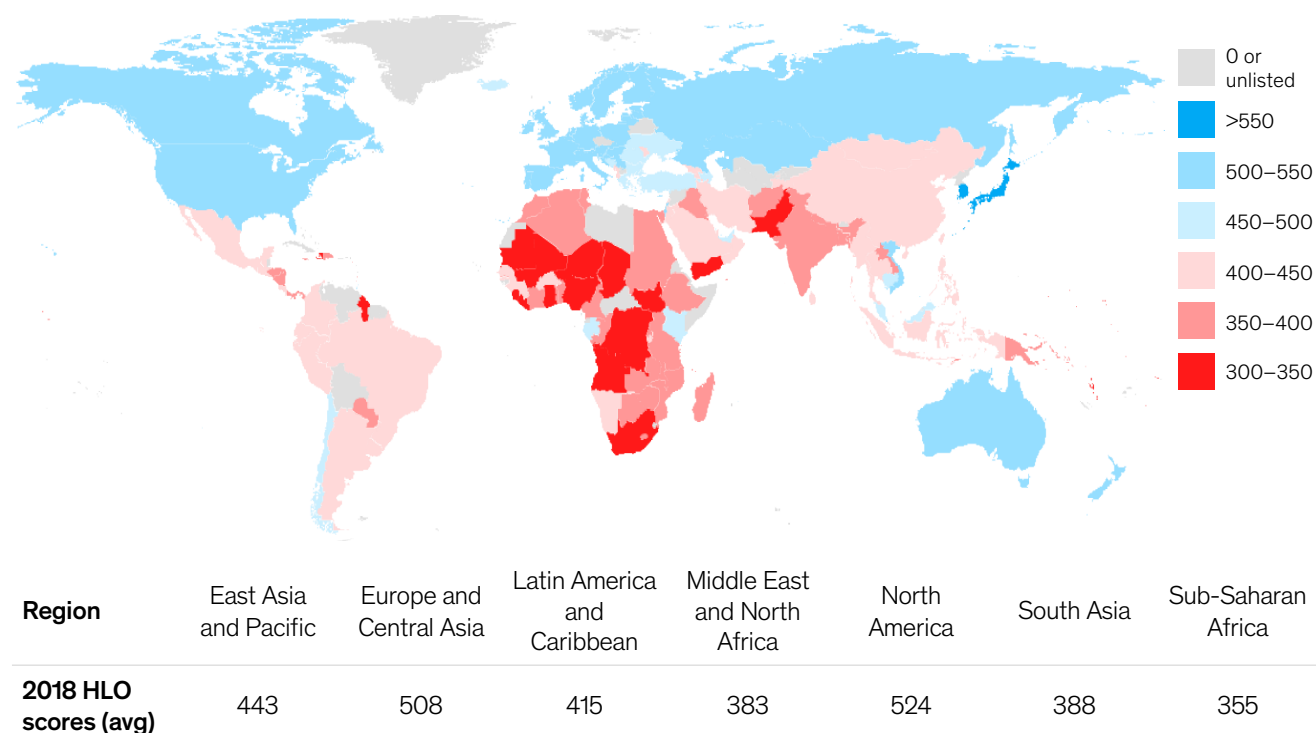 0 or
unlisted
>550
500–550
450–500
400–450
350–400
300–350
Region
East Asia
and Pacific
Europe and
Central Asia
Latin America
and
Caribbean
Middle East
and North
Africa
North
America
South Asia
Sub-Saharan
Africa
2018 HLO
scores (avg)
443
508
415
383
524
388
355